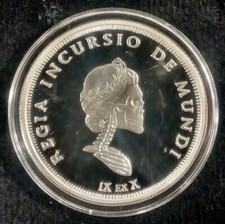 REGIA INCURSIO DE MUNDI
IX EX X